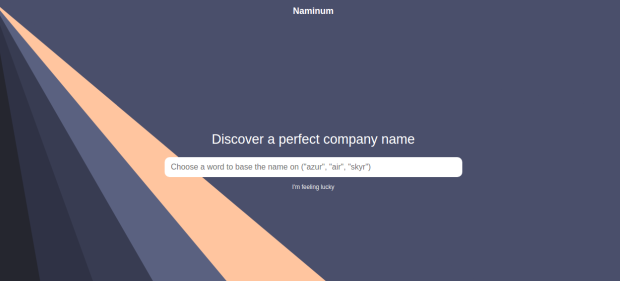 Naminum
Discover a perfect company name
Choose a word to base the name on ("azur", "air", "skyr")
I'm feeling lucky